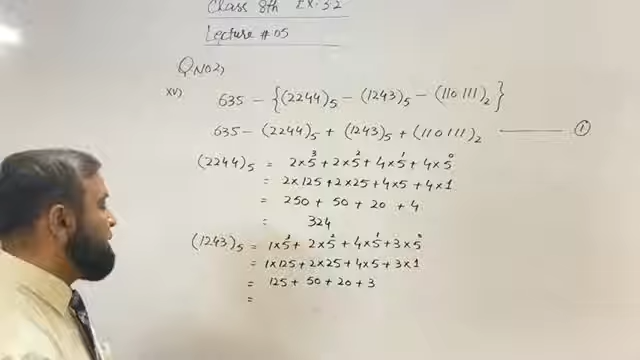 Class 8th Ex. 3.2
Lecture # 05
Q NO 2,
xv) 635 - {(2244)₅ - (1243)₅ - (110111)₂}
635 - (2244)₅ + (1243)₅ + (110111)₂ ——— ①
(2244)₅ = 2×5³ + 2×5² + 4×5¹ + 4×5⁰
= 2×125 + 2×25 + 4×5 + 4×1
= 250 + 50 + 20 + 4
= 324
(1243)₅ = 1×5³ + 2×5² + 4×5¹ + 3×5⁰
= 1×125 + 2×25 + 4×5 + 3×1
= 125 + 50 + 20 + 3
=